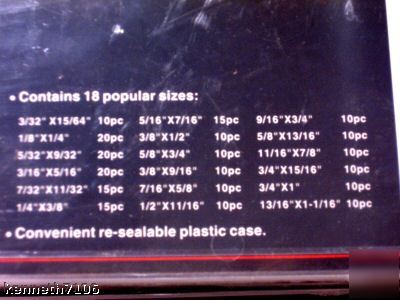 • Contains 18 popular sizes:
3/32" X15/64" 10pc 5/16"X7/16" 15pc 9/16"X3/4" 10pc
1/8"X1/4" 20pc 3/8"X1/2" 10pc 5/8"X13/16" 10pc
5/32"X9/32" 20pc 5/8"X3/4" 10pc 11/16"X7/8" 10pc
3/16"X5/16" 20pc 3/8"X9/16" 10pc 3/4"X15/16" 10pc
7/32"X11/32" 15pc 7/16"X5/8" 10pc 3/4"X1" 10pc
1/4"X3/8" 15pc 1/2"X11/16" 10pc 13/16"X1-1/16" 10pc
• Convenient re-sealable plastic case.
kenneth7106